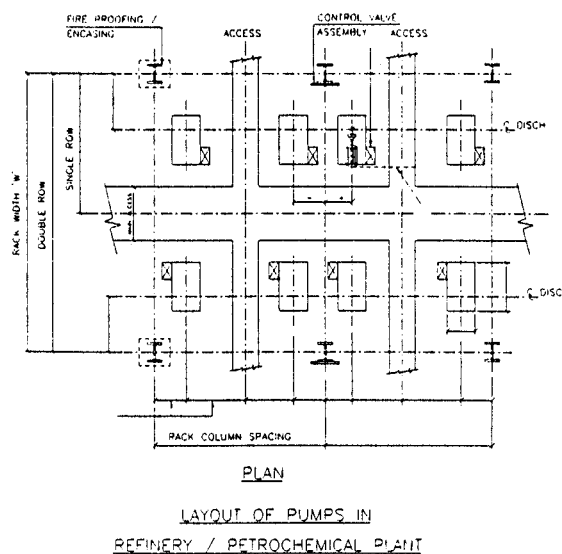 FIRE PROOFING /
ENCASING
ACCESS
CONTROL VALVE
ASSEMBLY
ACCESS
RACK WIDTH 'W'
DOUBLE ROW
SINGLE ROW
℄ DISCH
ACCESS
℄ DISC
RACK COLUMN SPACING
PLAN
LAYOUT OF PUMPS IN
REFINERY / PETROCHEMICAL PLANT